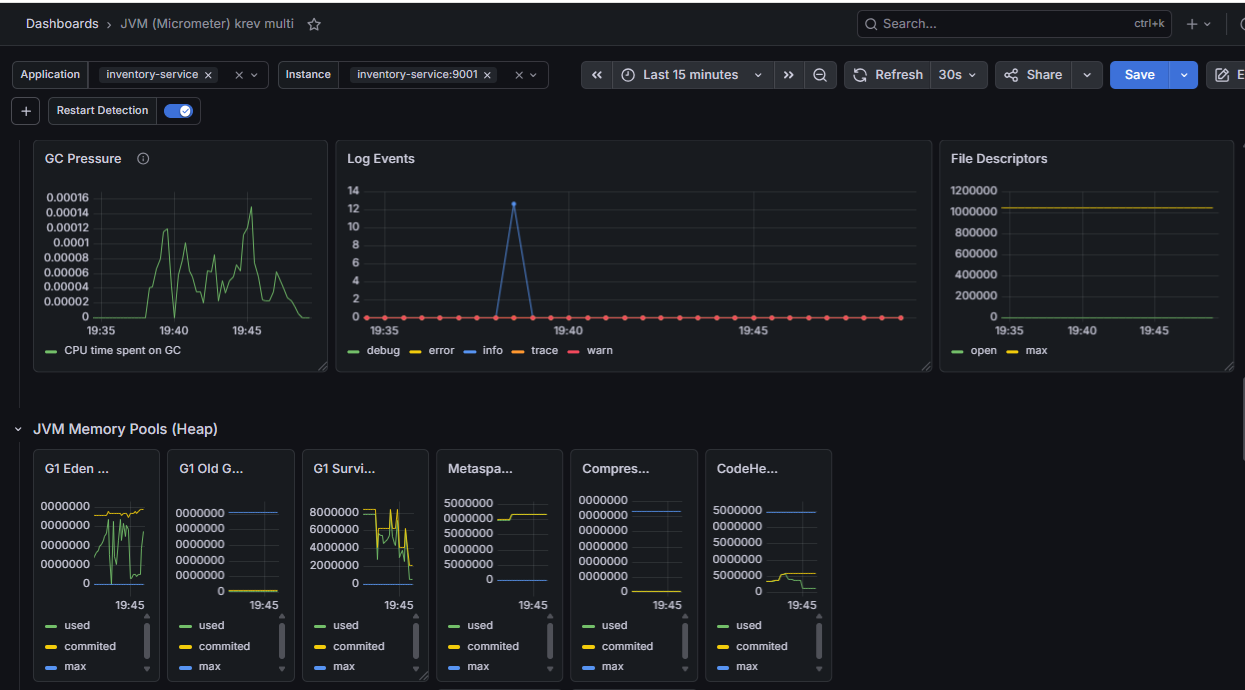 Dashboards › JVM (Micrometer) krev multi
Search... ctrl+k
Application inventory-service Instance inventory-service:9001 Last 15 minutes Refresh 30s Share Save
Restart Detection
GC Pressure
0.00016
0.00014
0.00012
0.0001
0.00008
0.00006
0.00004
0.00002
0
19:35 19:40 19:45
CPU time spent on GC
Log Events
14
12
10
8
6
4
2
0
19:35 19:40 19:45
debug error info trace warn
File Descriptors
1200000
1000000
800000
600000
400000
200000
0
19:35 19:40 19:45
open max
JVM Memory Pools (Heap)
G1 Eden ...
0000000
0000000
0000000
0000000
0
19:45
used
commited
max
G1 Old G...
0000000
0000000
0000000
0000000
0000000
0
19:45
used
commited
max
G1 Survi...
8000000
6000000
4000000
2000000
0
19:45
used
commited
max
Metaspa...
5000000
0000000
5000000
0000000
5000000
0
19:45
used
commited
max
Compres...
0000000
0000000
0000000
0000000
0000000
0000000
0
19:45
used
commited
max
CodeHe...
5000000
0000000
5000000
0000000
5000000
0
19:45
used
commited
max